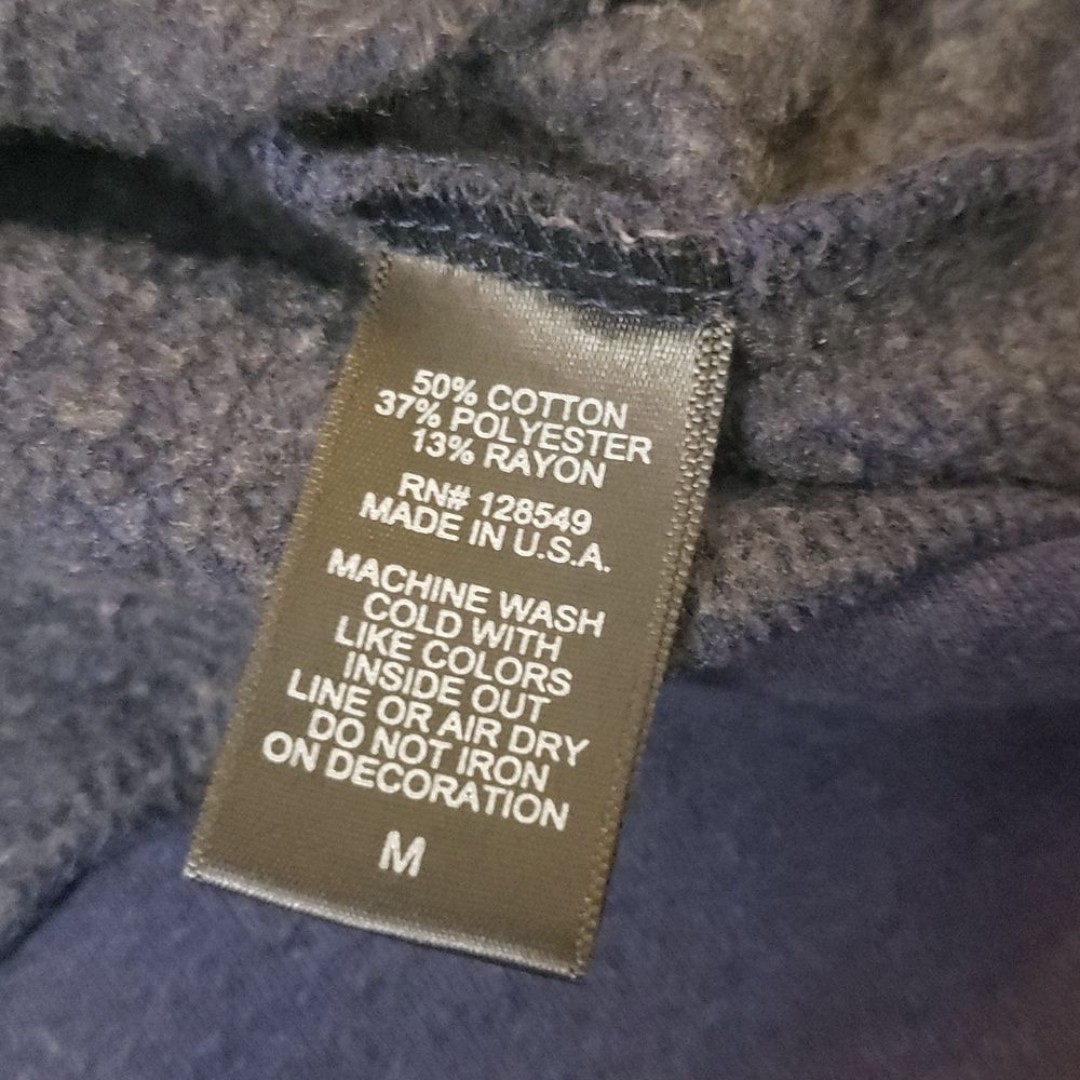 50% COTTON
37% POLYESTER
13% RAYON
RN# 128549
MADE IN U.S.A.
MACHINE WASH
COLD WITH
LIKE COLORS
INSIDE OUT
LINE OR AIR DRY
DO NOT IRON
ON DECORATION
M